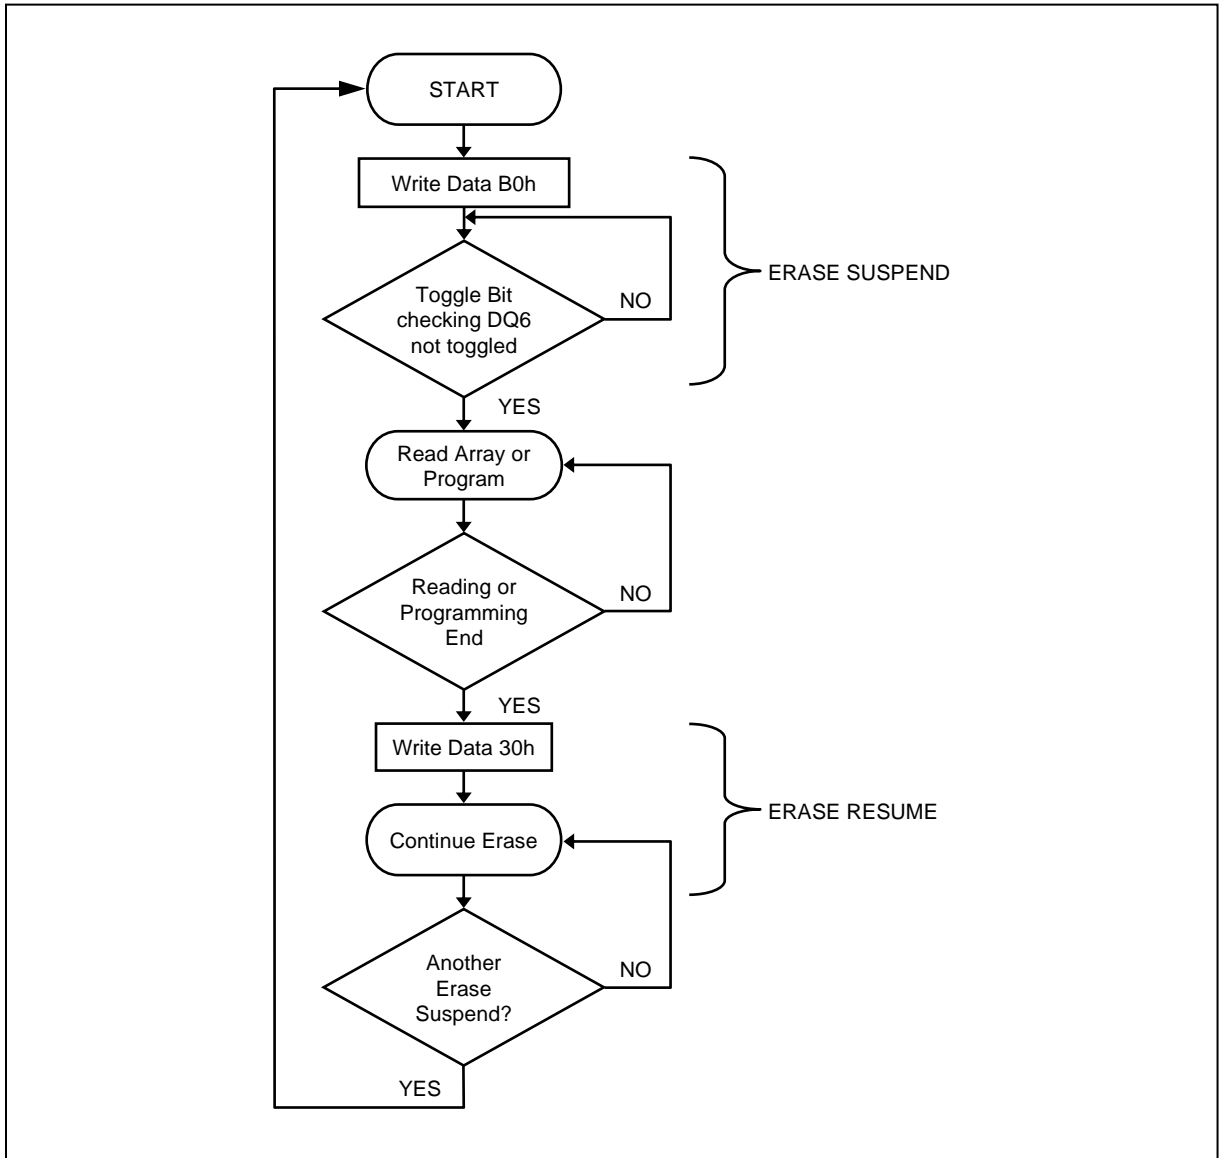 START
Write Data B0h
ERASE SUSPEND
Toggle Bit
checking DQ6
not toggled
NO
YES
Read Array or
Program
Reading or
Programming
End
NO
YES
Write Data 30h
ERASE RESUME
Continue Erase
Another
Erase
Suspend?
NO
YES